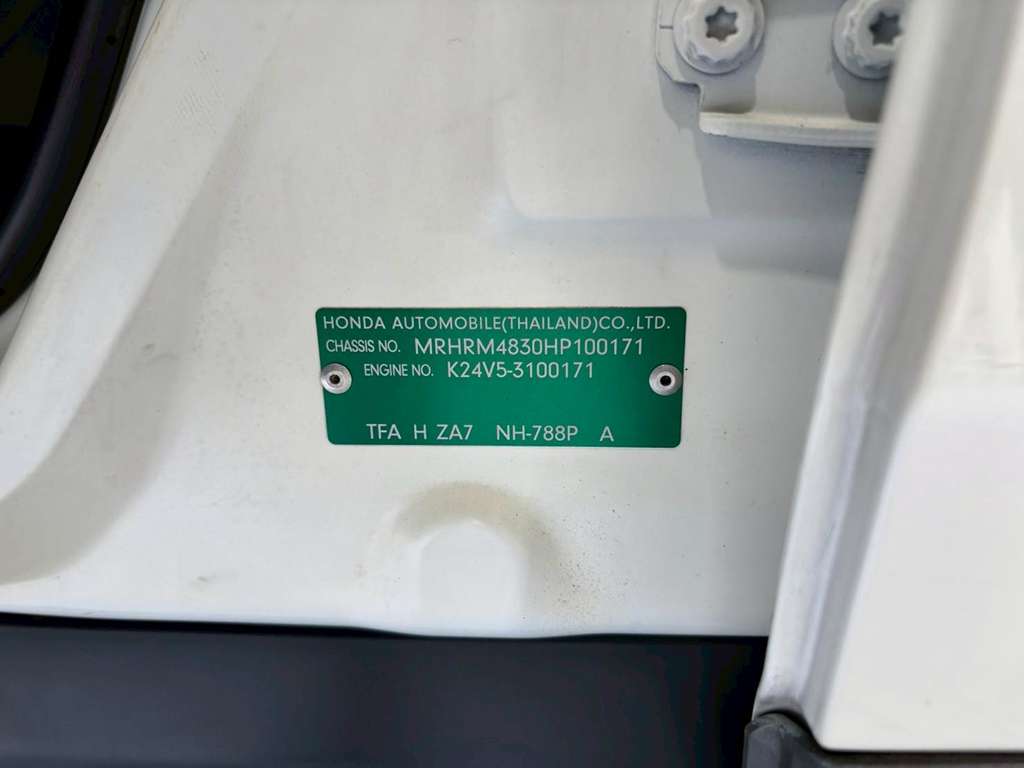 HONDA AUTOMOBILE(THAILAND)CO.,LTD.
CHASSIS NO. MRHRM4830HP100171
ENGINE NO. K24V5-3100171
TFA H ZA7 NH-788P A